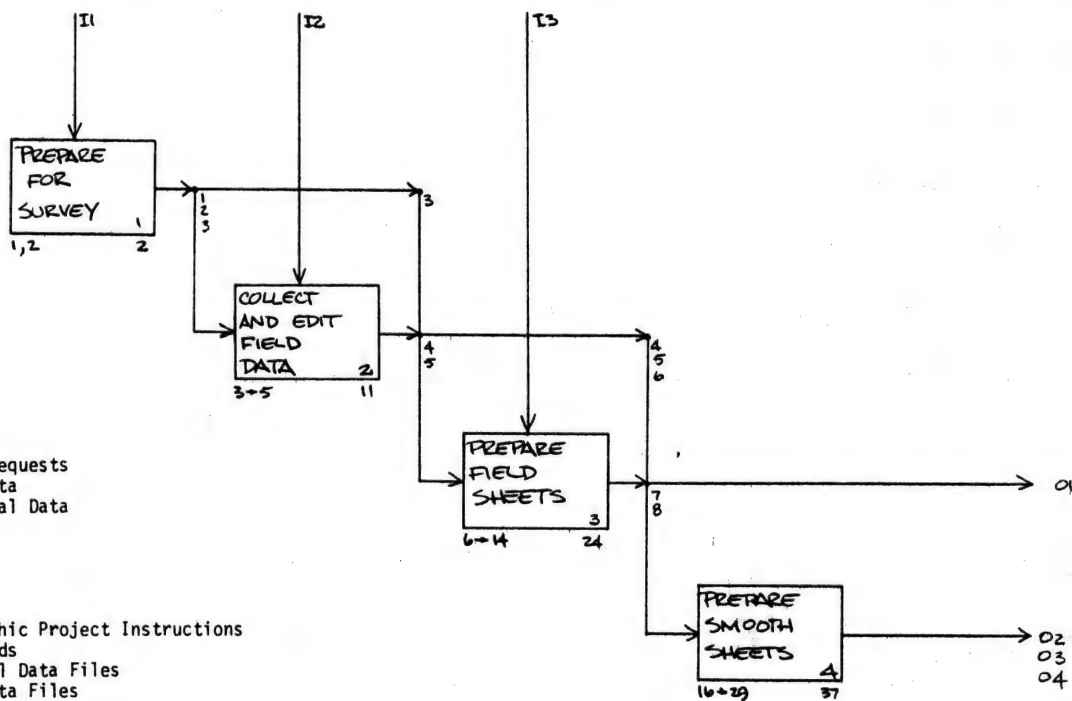 I1
I2
I3
PREPARE
FOR
SURVEY
1
1,2
2
1
2
3
3
COLLECT
AND EDIT
FIELD
DATA
2
3→5
11
4
5
4
5
6
PREPARE
FIELD
SHEETS
3
6→14
24
7
8
O1
PREPARE
SMOOTH
SHEETS
4
16→29
37
O2
O3
O4
equests
ta
al Data
hic Project Instructions
ds
l Data Files
ta Files